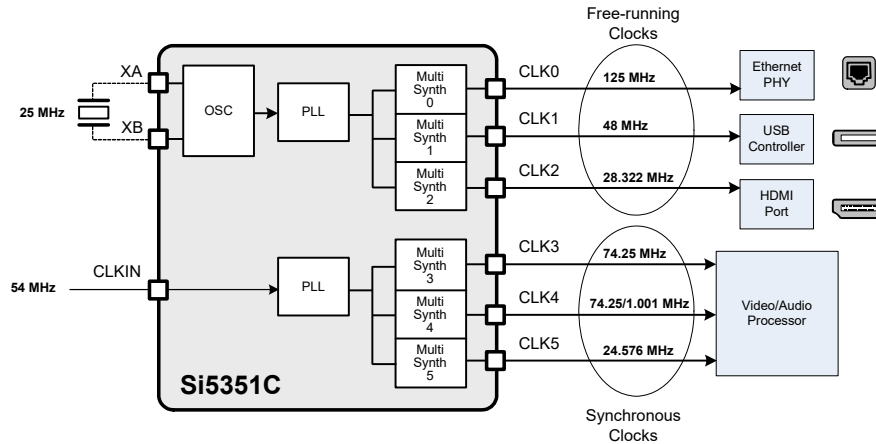 Free-running
Clocks
XA
25 MHz
XB
OSC
PLL
Multi
Synth
0
Multi
Synth
1
Multi
Synth
2
CLK0
125 MHz
CLK1
48 MHz
CLK2
28.322 MHz
Ethernet
PHY
USB
Controller
HDMI
Port
54 MHz
CLKIN
PLL
Multi
Synth
3
Multi
Synth
4
Multi
Synth
5
CLK3
74.25 MHz
CLK4
74.25/1.001 MHz
CLK5
24.576 MHz
Video/Audio
Processor
Si5351C
Synchronous
Clocks